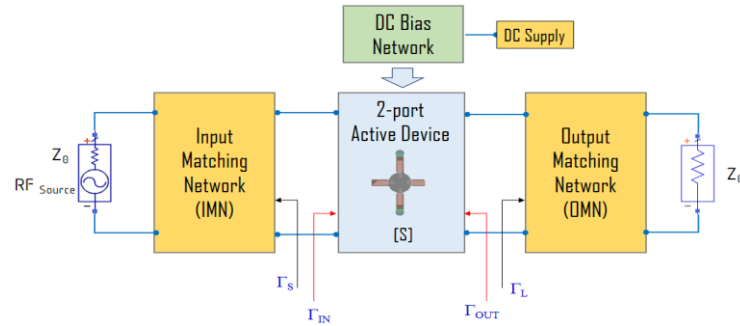 DC Bias
Network
DC Supply
Input
Matching
Network
(IMN)
2-port
Active Device
[S]
Output
Matching
Network
(OMN)
Z0
RF Source
+
−
+
−
ΓS
ΓIN
ΓOUT
ΓL